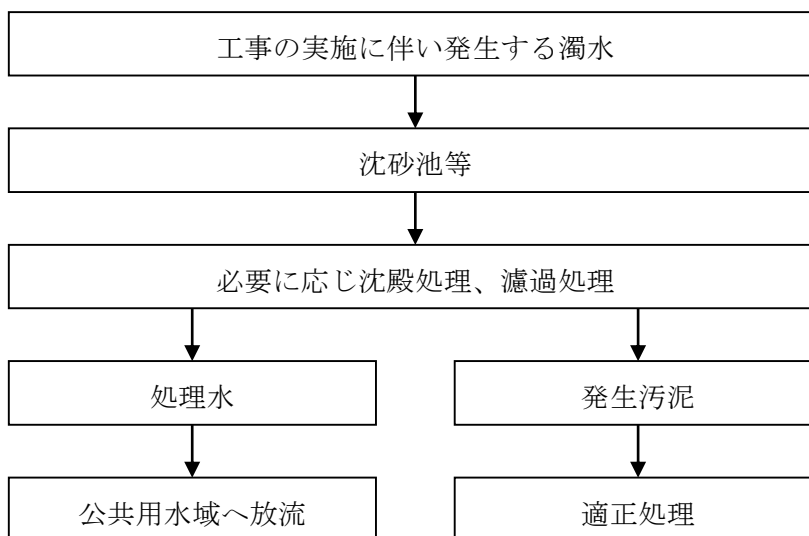 工事の実施に伴い発生する濁水
沈砂池等
必要に応じ沈殿処理、濾過処理
処理水
発生汚泥
公共用水域へ放流
適正処理